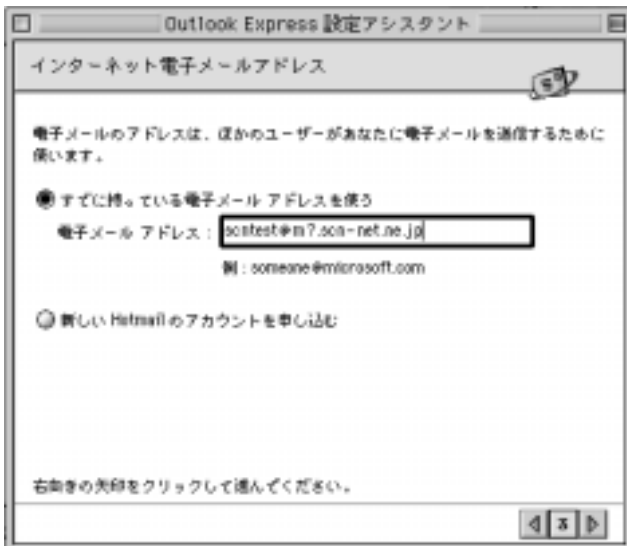 Outlook Express 設定アシスタント
インターネット電子メールアドレス
電子メールのアドレスは、ほかのユーザーがあなたに電子メールを送信するために
使います。
すでに持っている電子メール アドレスを使う
電子メール アドレス : scntest@m7.scn-net.ne.jp
例 : someone@microsoft.com
新しい Hotmail のアカウントを申し込む
右向きの矢印をクリックして進んでください。
3